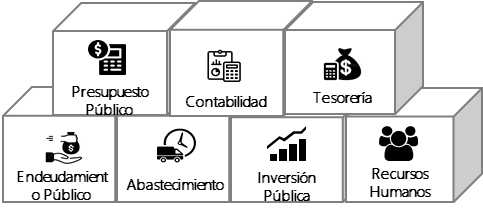 Presupuesto
Público
Contabilidad
Tesorería
Endeudamient
o Público
Abastecimiento
Inversión
Pública
Recursos
Humanos